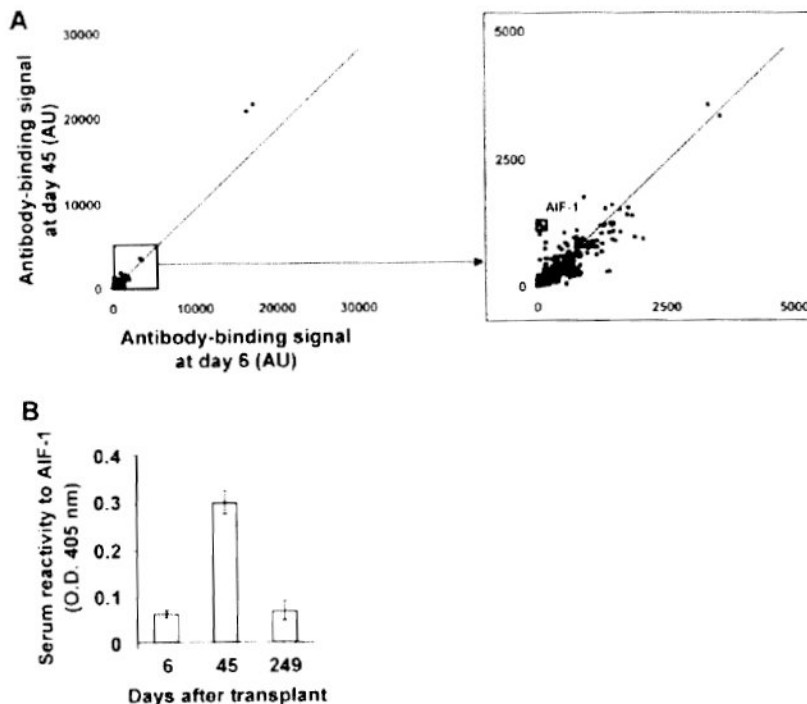 A
Antibody-binding signal
at day 45 (AU)
30000
20000
10000
0
0
10000
20000
30000
Antibody-binding signal
at day 6 (AU)
5000
2500
0
AIF-1
0
2500
5000
B
Serum reactivity to AIF-1
(O.D. 405 nm)
0.4
0.3
0.2
0.1
0
6
45
249
Days after transplant